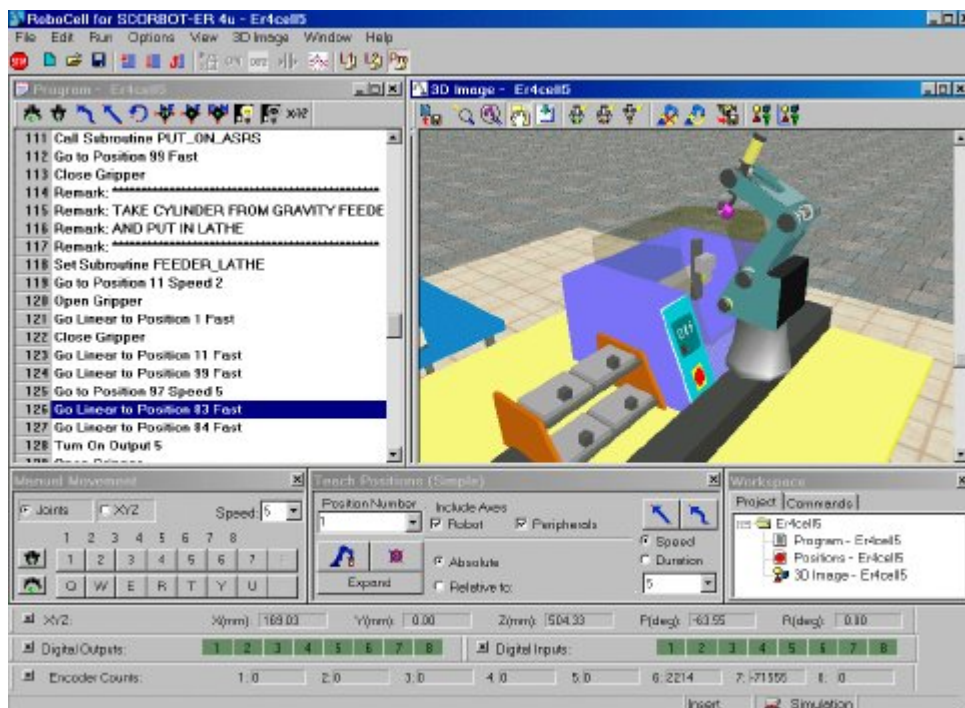 RoboCell for SCORBOT-ER 4u - Er4cell5
File Edit Run Options View 3D Image Window Help
STOP ON OFF
Program - Er4cell5
111 Call Subroutine PUT_ON_ASRS
112 Go to Position 99 Fast
113 Close Gripper
114 Remark: ****************************************
115 Remark: TAKE CYLINDER FROM GRAVITY FEEDE
116 Remark: AND PUT IN LATHE
117 Remark: ****************************************
118 Set Subroutine FEEDER_LATHE
119 Go to Position 11 Speed 2
120 Open Gripper
121 Go Linear to Position 1 Fast
122 Close Gripper
123 Go Linear to Position 11 Fast
124 Go Linear to Position 99 Fast
125 Go to Position 97 Speed 5
126 Go Linear to Position 83 Fast
127 Go Linear to Position 84 Fast
128 Turn On Output 5
3D Image - Er4cell5
Manual Movement
Joints XYZ Speed: 5
1 2 3 4 5 6 7 8
1 2 3 4 5 6 7
Q W E R T Y U
Teach Positions (Simple)
Position Number
1
Expand
Include Axes
Robot Peripherals
Absolute
Relative to:
Speed
Duration
5
Workspace
Project Commands
Er4cell5
Program - Er4cell5
Positions - Er4cell5
3D Image - Er4cell5
XYZ: X(mm): 169.03 Y(mm): 0.00 Z(mm): 504.33 P(deg): -63.55 R(deg): 0.00
Digital Outputs: 1 2 3 4 5 6 7 8 Digital Inputs: 1 2 3 4 5 6 7 8
Encoder Counts: 1: 0 2: 0 3: 0 4: 0 5: 0 6: 2214 7: -71555 8: 0
Insert Simulation